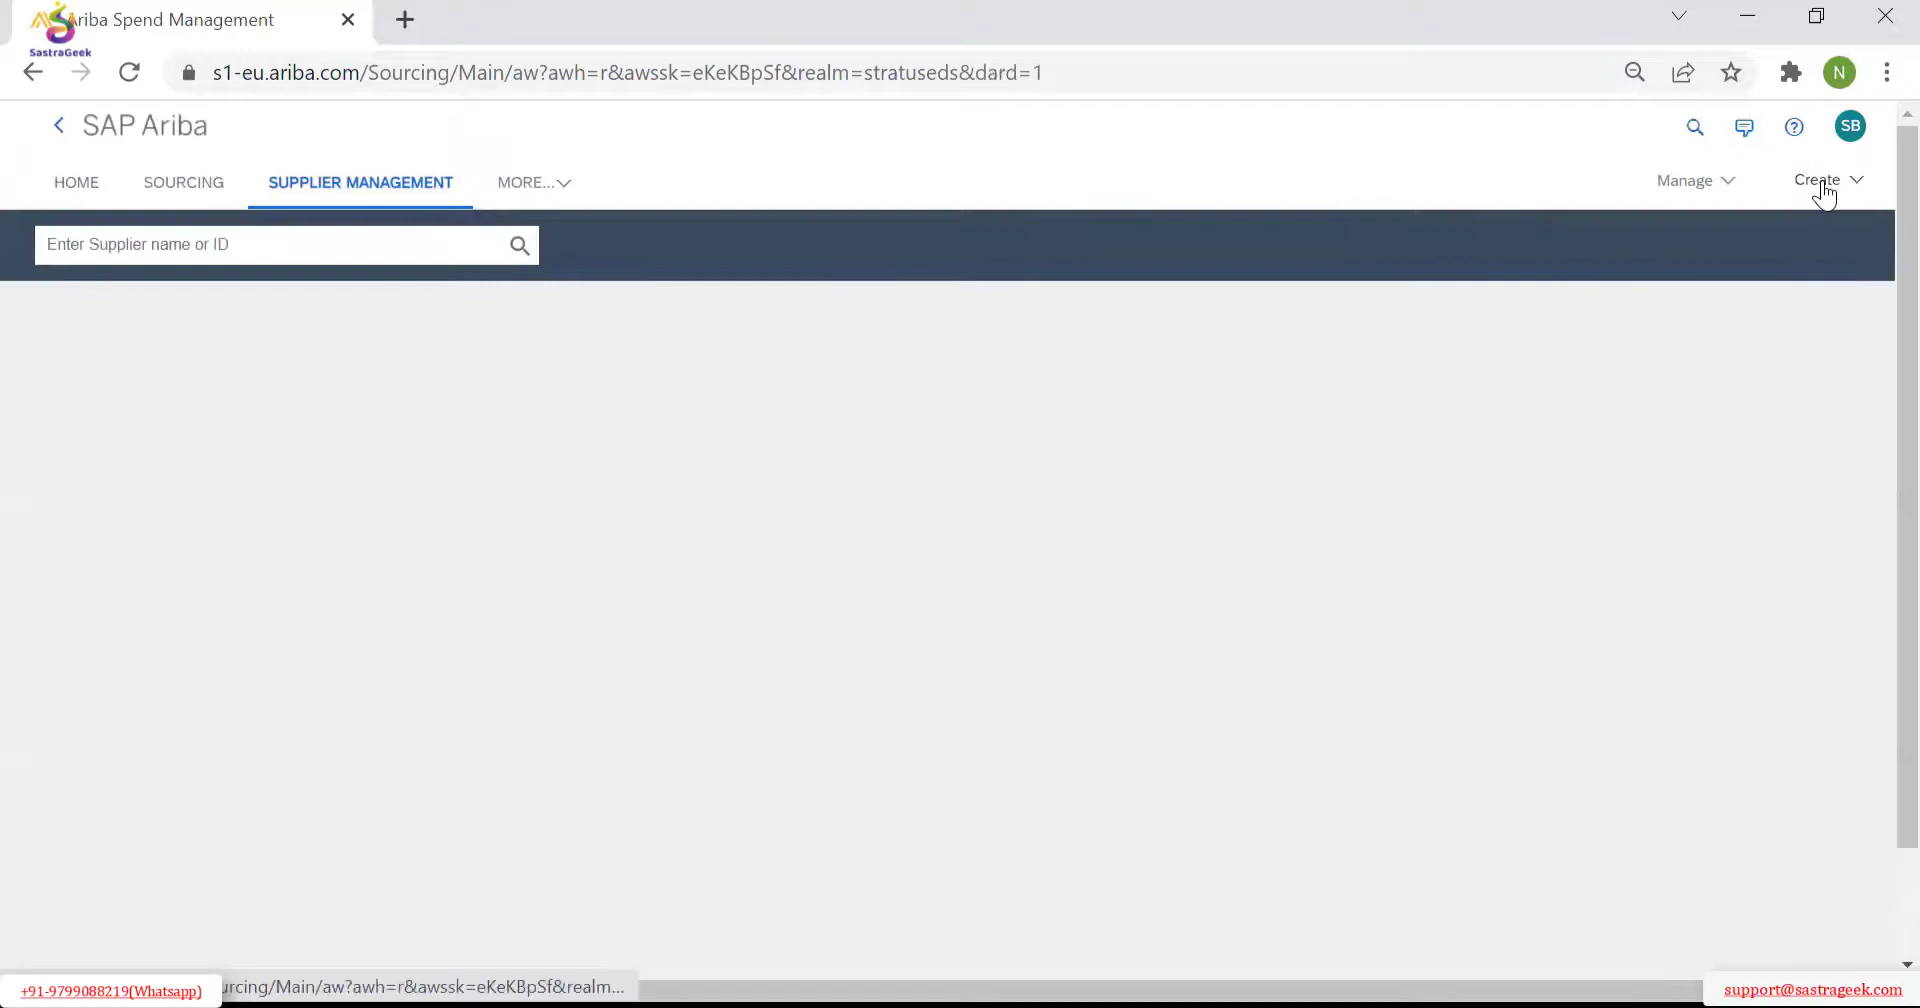 Ariba Spend Management
SastraGeek
s1-eu.ariba.com/Sourcing/Main/aw?awh=r&awssk=eKeKBpSf&realm=stratuseds&dard=1
N
SAP Ariba
SB
HOME
SOURCING
SUPPLIER MANAGEMENT
MORE...
Manage
Create
Enter Supplier name or ID
+91-9799088219(Whatsapp)
urcing/Main/aw?awh=r&awssk=eKeKBpSf&realm...
support@sastrageek.com